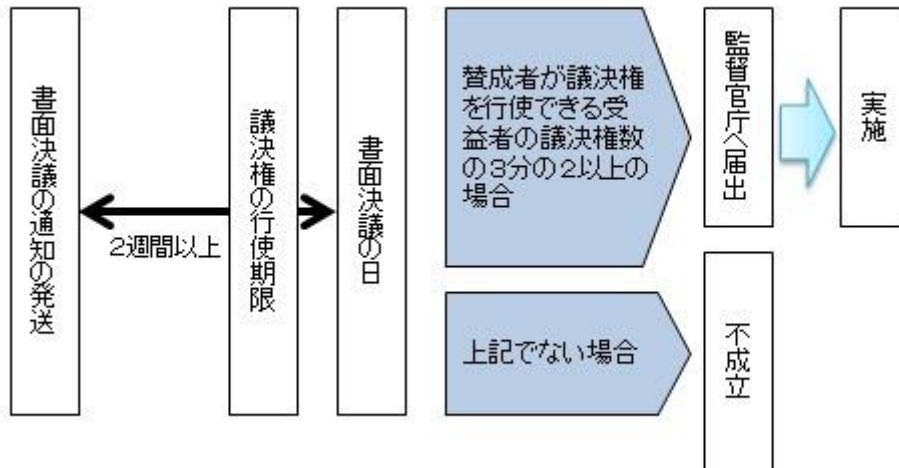 書面決議の通知の発送
2週間以上
議決権の行使期限
書面決議の日
賛成者が議決権
を行使できる受
益者の議決権数
の3分の2以上の
場合
監督官庁へ届出
実施
上記でない場合
不成立